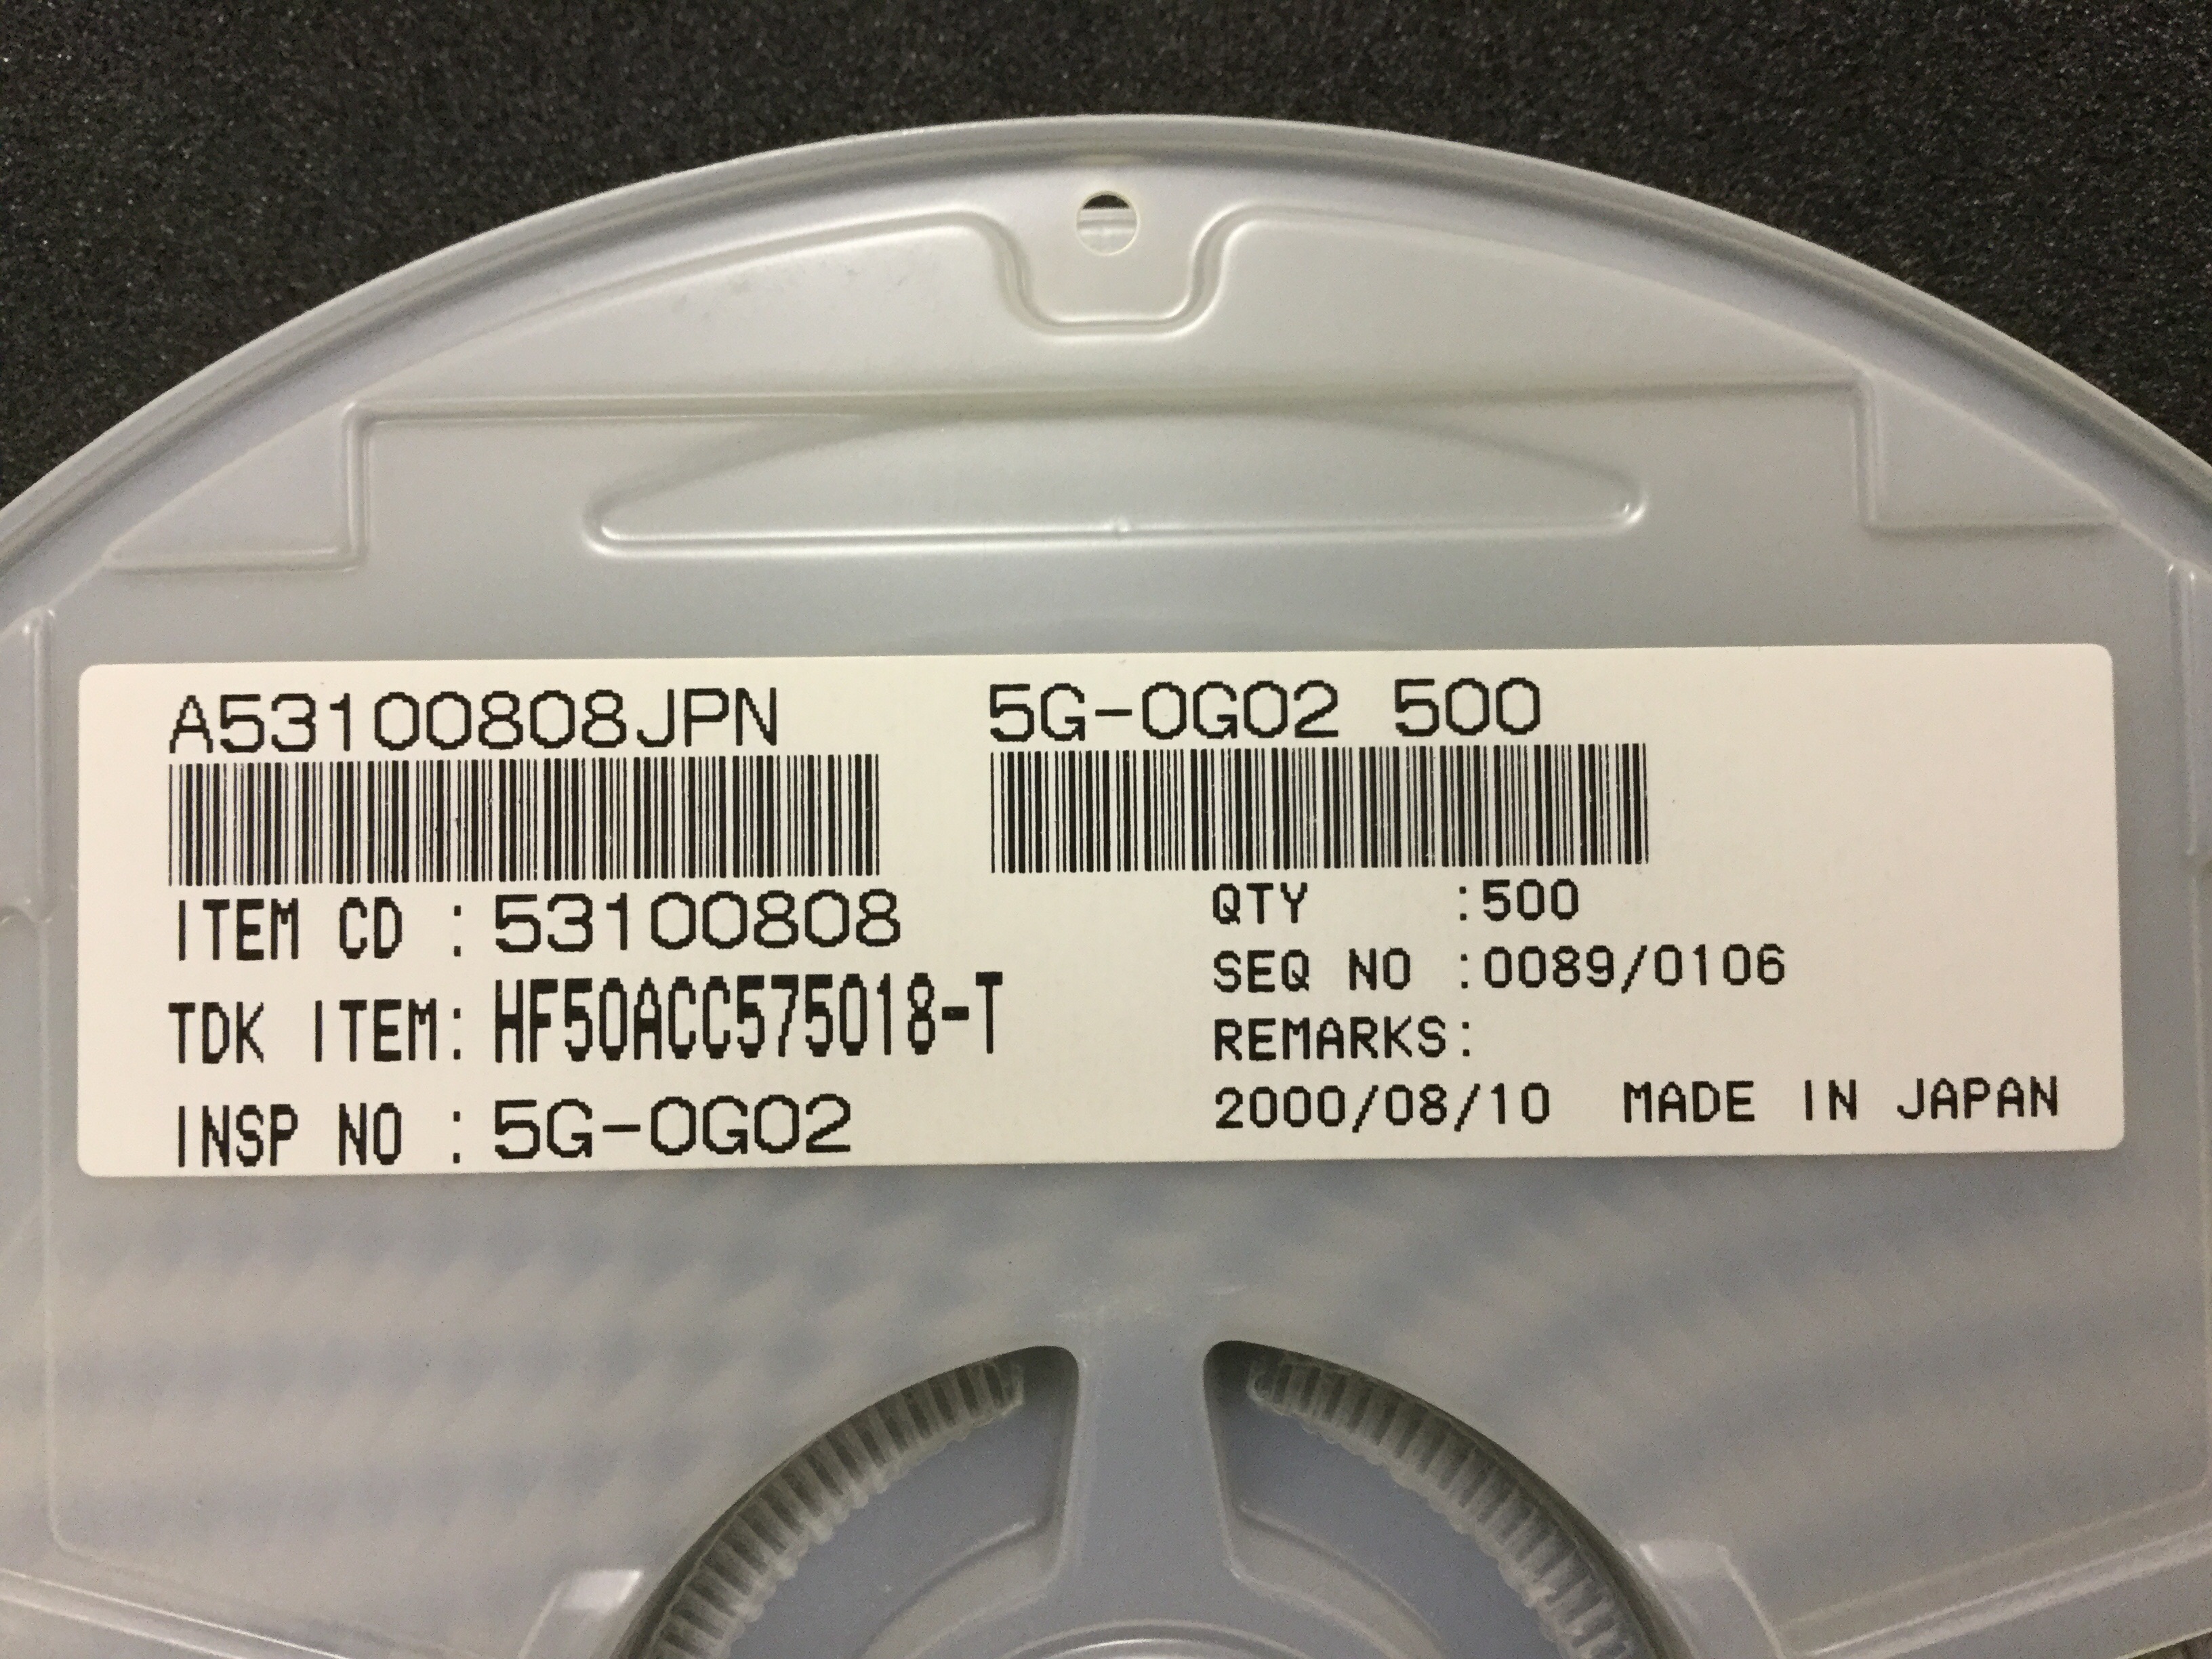 A53100808JPN
5G-0G02 500
ITEM CD : 53100808
TDK ITEM: HF50ACC575018-T
INSP NO : 5G-0G02
QTY :500
SEQ NO :0089/0106
REMARKS:
2000/08/10 MADE IN JAPAN